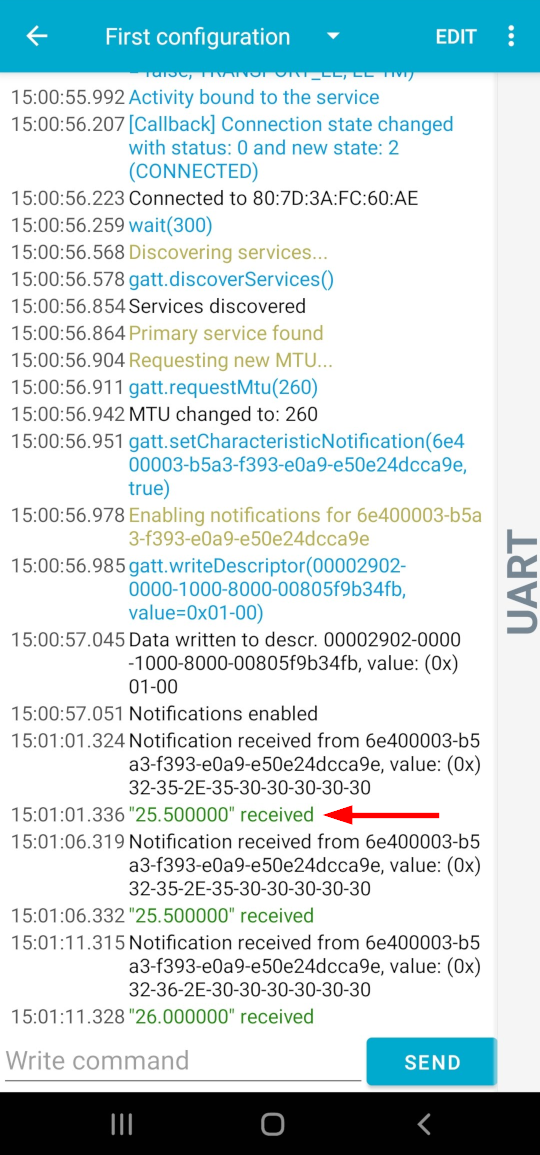 First configuration
EDIT
= false, TRANSPORT_LE, LE 1M)
15:00:55.992 Activity bound to the service
15:00:56.207 [Callback] Connection state changed
with status: 0 and new state: 2
(CONNECTED)
15:00:56.223 Connected to 80:7D:3A:FC:60:AE
15:00:56.259 wait(300)
15:00:56.568 Discovering services...
15:00:56.578 gatt.discoverServices()
15:00:56.854 Services discovered
15:00:56.864 Primary service found
15:00:56.904 Requesting new MTU...
15:00:56.911 gatt.requestMtu(260)
15:00:56.942 MTU changed to: 260
15:00:56.951 gatt.setCharacteristicNotification(6e4
00003-b5a3-f393-e0a9-e50e24dcca9e,
true)
15:00:56.978 Enabling notifications for 6e400003-b5a
3-f393-e0a9-e50e24dcca9e
15:00:56.985 gatt.writeDescriptor(00002902-
0000-1000-8000-00805f9b34fb,
value=0x01-00)
15:00:57.045 Data written to descr. 00002902-0000
-1000-8000-00805f9b34fb, value: (0x)
01-00
15:00:57.051 Notifications enabled
15:01:01.324 Notification received from 6e400003-b5
a3-f393-e0a9-e50e24dcca9e, value: (0x)
32-35-2E-35-30-30-30-30-30
15:01:01.336 "25.500000" received
15:01:06.319 Notification received from 6e400003-b5
a3-f393-e0a9-e50e24dcca9e, value: (0x)
32-35-2E-35-30-30-30-30-30
15:01:06.332 "25.500000" received
15:01:11.315 Notification received from 6e400003-b5
a3-f393-e0a9-e50e24dcca9e, value: (0x)
32-36-2E-30-30-30-30-30-30
15:01:11.328 "26.000000" received
UART
Write command
SEND